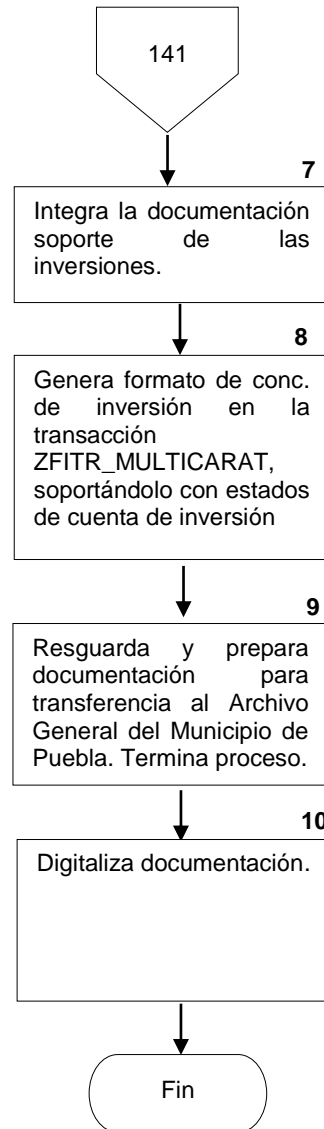 141
7
Integra la documentación
soporte de las
inversiones.
8
Genera formato de conc.
de inversión en la
transacción
ZFITR_MULTICARAT,
soportándolo con estados
de cuenta de inversión
9
Resguarda y prepara
documentación para
transferencia al Archivo
General del Municipio de
Puebla. Termina proceso.
10
Digitaliza documentación.
Fin